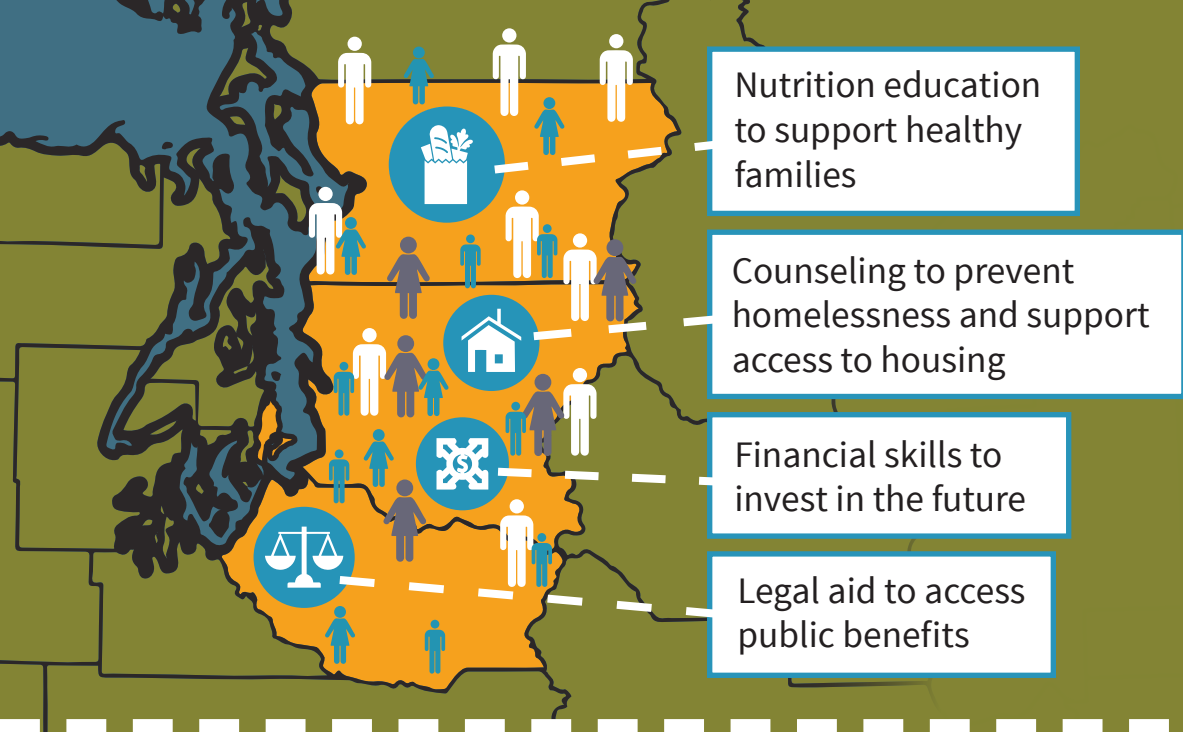 Nutrition education
to support healthy
families
Counseling to prevent
homelessness and support
access to housing
Financial skills to
invest in the future
$
Legal aid to access
public benefits